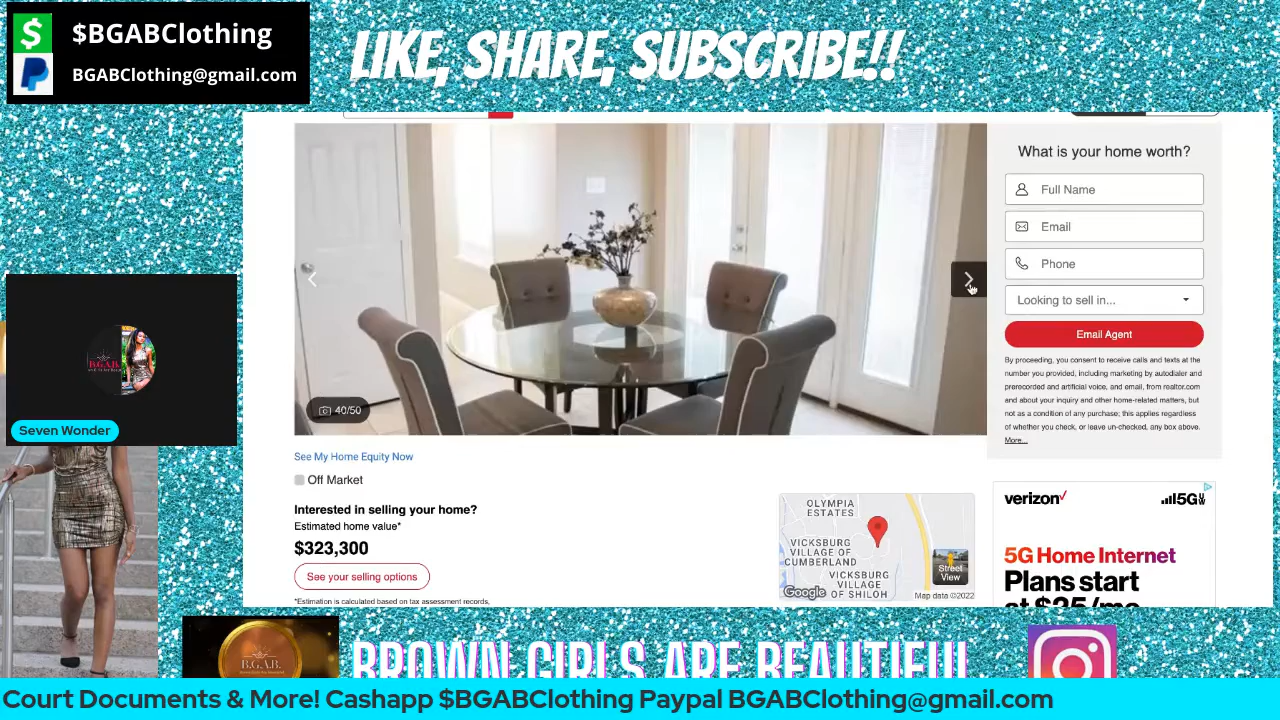 $BGABClothing
BGABClothing@gmail.com
LIKE, SHARE, SUBSCRIBE!!
What is your home worth?
Full Name
Email
Phone
Looking to sell in...
Email Agent
By proceeding, you consent to receive calls and texts at the
number you provided, including marketing by autodialer and
prerecorded and artificial voice, and email, from realtor.com
and about your inquiry and other home-related matters, but
not as a condition of any purchase; this applies regardless
of whether you check, or leave un-checked, any box above.
More...
40/50
Seven Wonder
See My Home Equity Now
Off Market
Interested in selling your home?
Estimated home value*
$323,300
See your selling options
*Estimation is calculated based on tax assessment records,
OLYMPIA
ESTATES
VICKSBURG
VILLAGE OF
CUMBERLAND
VICKSBURG
VILLAGE
OF SHILOH
Street
View
Google
Map data ©2022
verizon✓
5G
5G Home Internet
Plans start
at $25/mo
B.G.A.B.
BROWN GIRLS ARE BEAUTIFUL
Court Documents & More! Cashapp $BGABClothing Paypal BGABClothing@gmail.com